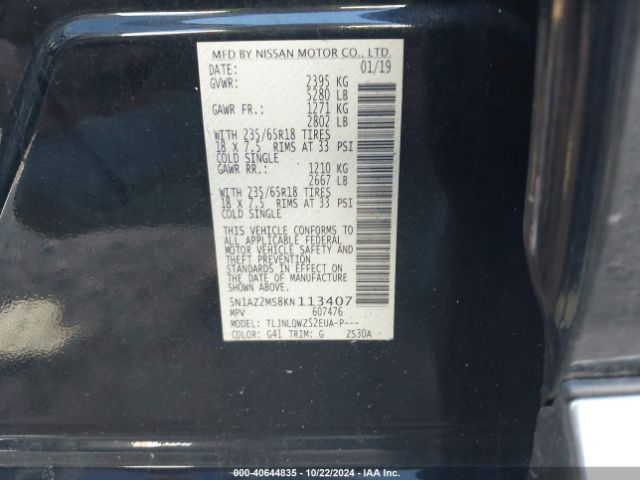 MFD BY NISSAN MOTOR CO., LTD.
DATE: 01/19
GVWR: 2395 KG
5280 LB
GAWR FR.: 1271 KG
2802 LB
WITH 235/65R18 TIRES
18 X 7.5 RIMS AT 33 PSI
COLD SINGLE
GAWR RR.: 1210 KG
2667 LB
WITH 235/65R18 TIRES
18 X 7.5 RIMS AT 33 PSI
COLD SINGLE
THIS VEHICLE CONFORMS TO
ALL APPLICABLE FEDERAL
MOTOR VEHICLE SAFETY AND
THEFT PREVENTION
STANDARDS IN EFFECT ON THE
DATE OF MANUFACTURE
SHOWN ABOVE.
5N1AZ2MS8KN113407
MPV 607476
MODEL: TLJNLQWZ52EUA-P---
COLOR: G41 TRIM: G ZS30A
000-40644835 - 10/22/2024 - IAA Inc.